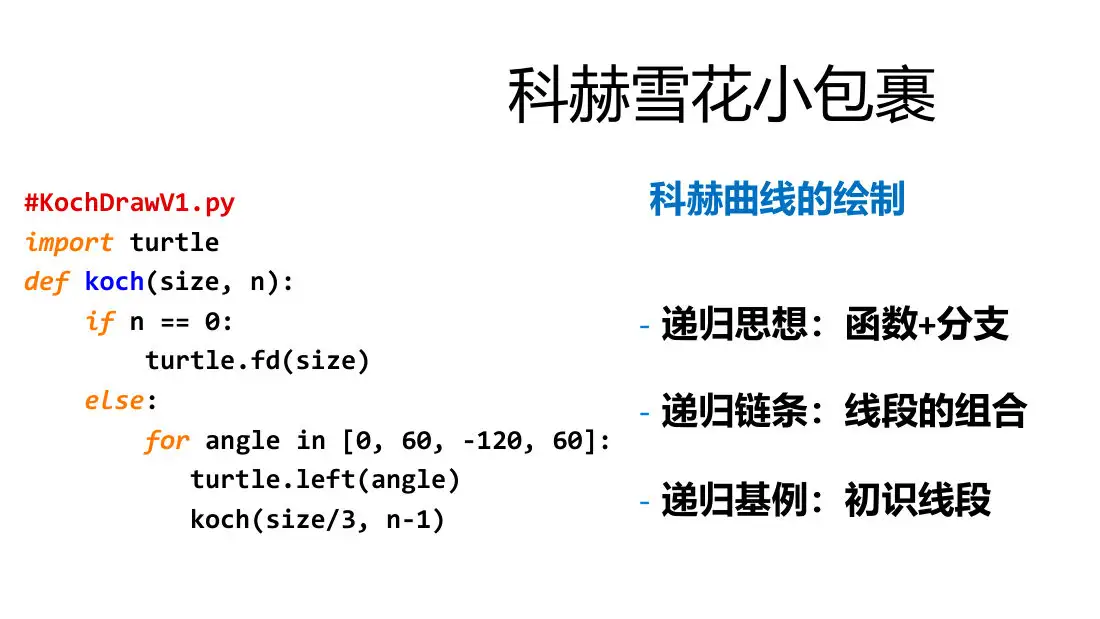 科赫雪花小包裹
#KochDrawV1.py
import turtle
def koch(size, n):
    if n == 0:
        turtle.fd(size)
    else:
        for angle in [0, 60, -120, 60]:
           turtle.left(angle)
           koch(size/3, n-1)
科赫曲线的绘制
- 递归思想：函数+分支
- 递归链条：线段的组合
- 递归基例：初识线段